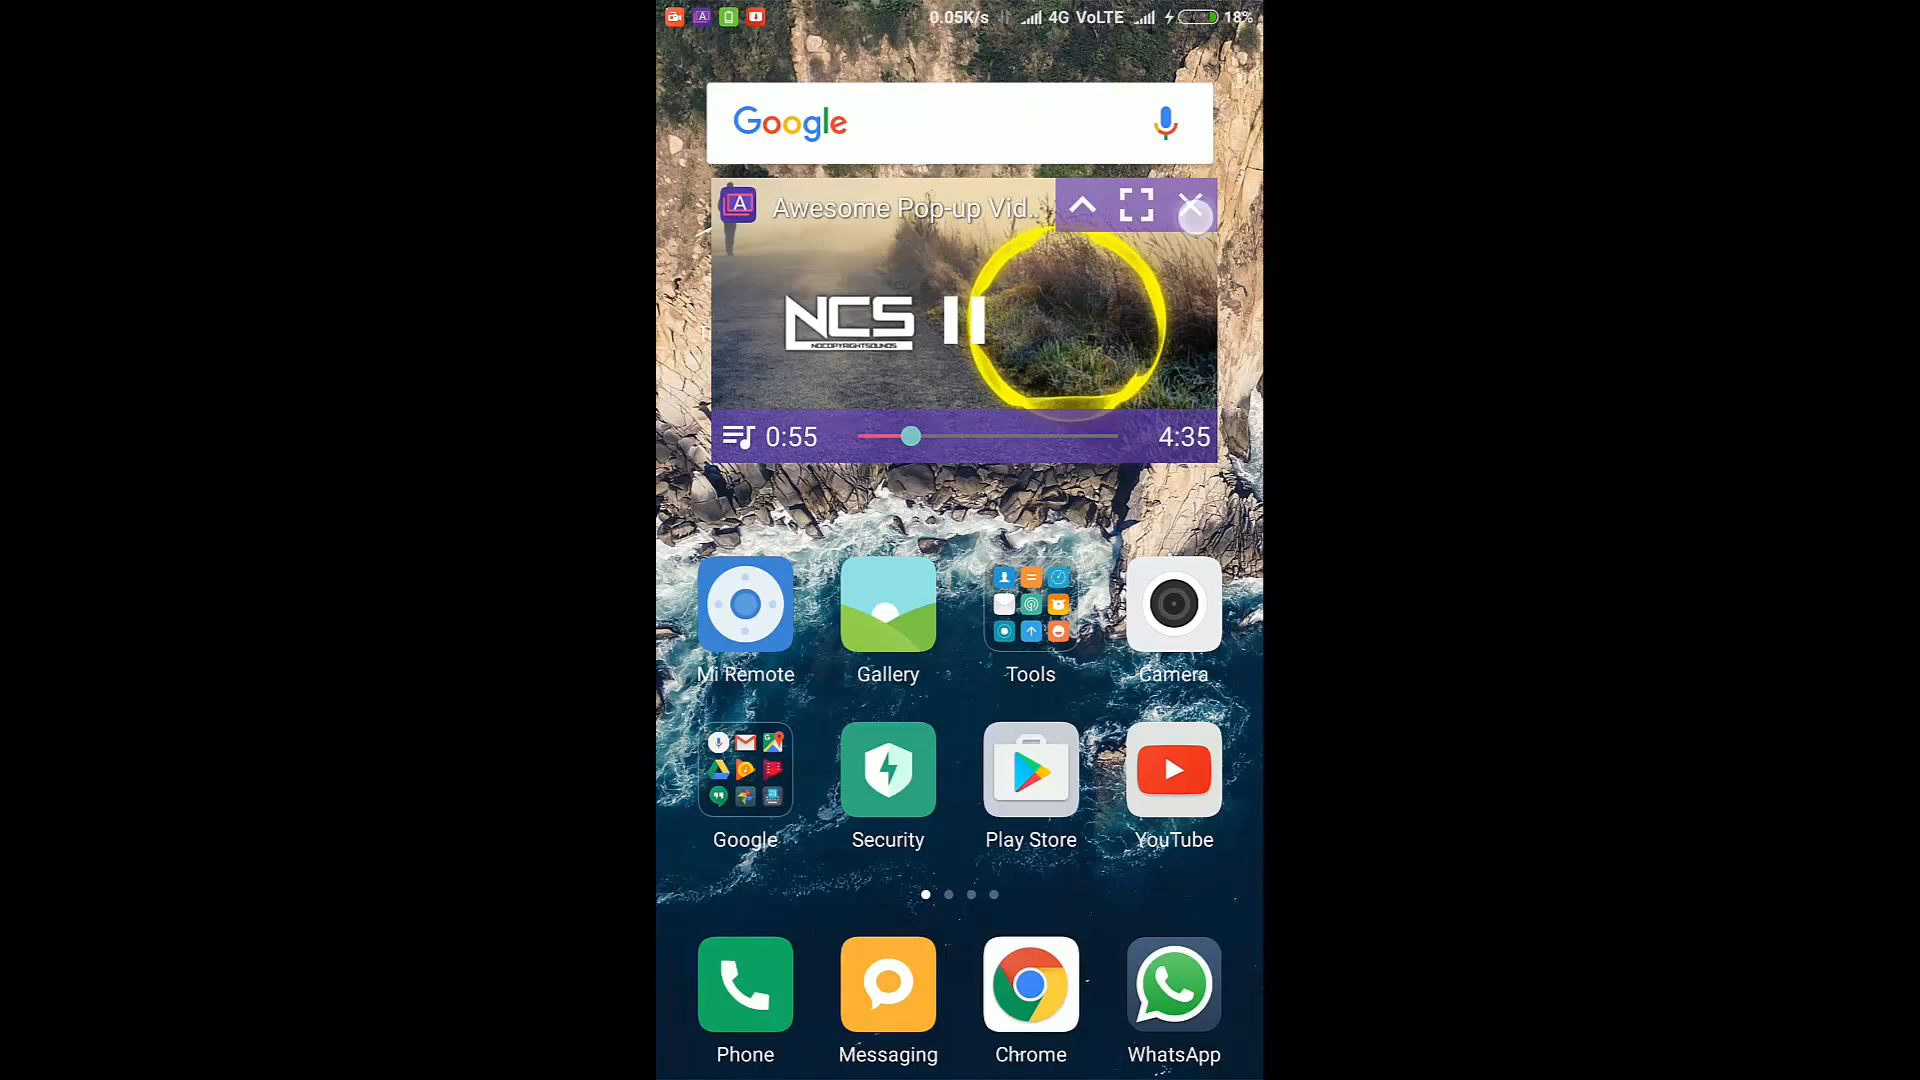 0.05K/s 4G VoLTE 18%
Google
A Awesome Pop-up Vid..
NCS
NOCOPYRIGHTSOUNDS
0:55 4:35
Mi Remote Gallery Tools Camera
Google Security Play Store YouTube
Phone Messaging Chrome WhatsApp